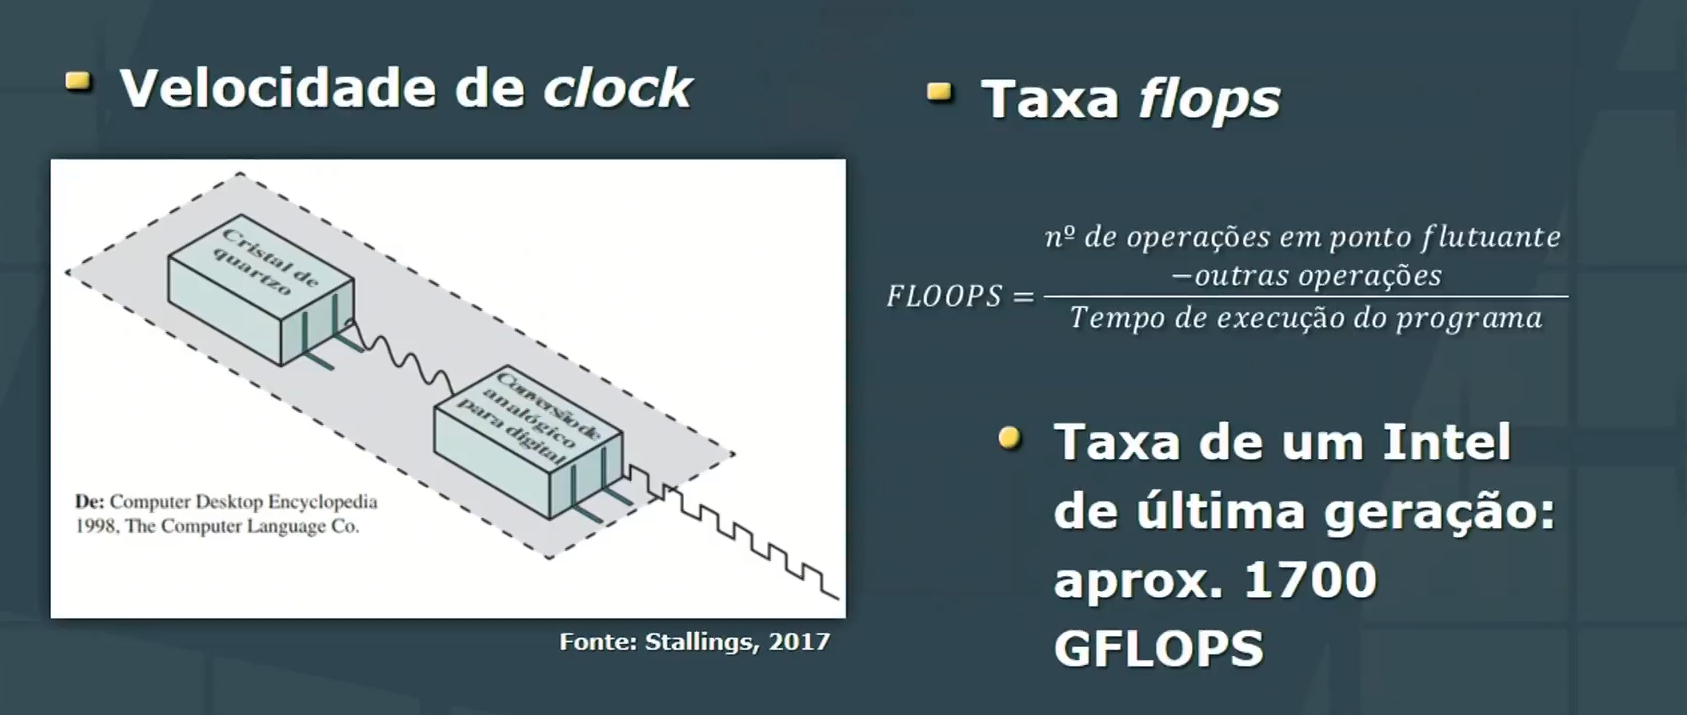 Velocidade de clock
Cristal de
quartzo
Conversão de
analógico
para digital
De: Computer Desktop Encyclopedia
1998, The Computer Language Co.
Fonte: Stallings, 2017
Taxa flops
nº de operações em ponto flutuante
−outras operações
FLOOPS =
Tempo de execução do programa
Taxa de um Intel
de última geração:
aprox. 1700
GFLOPS